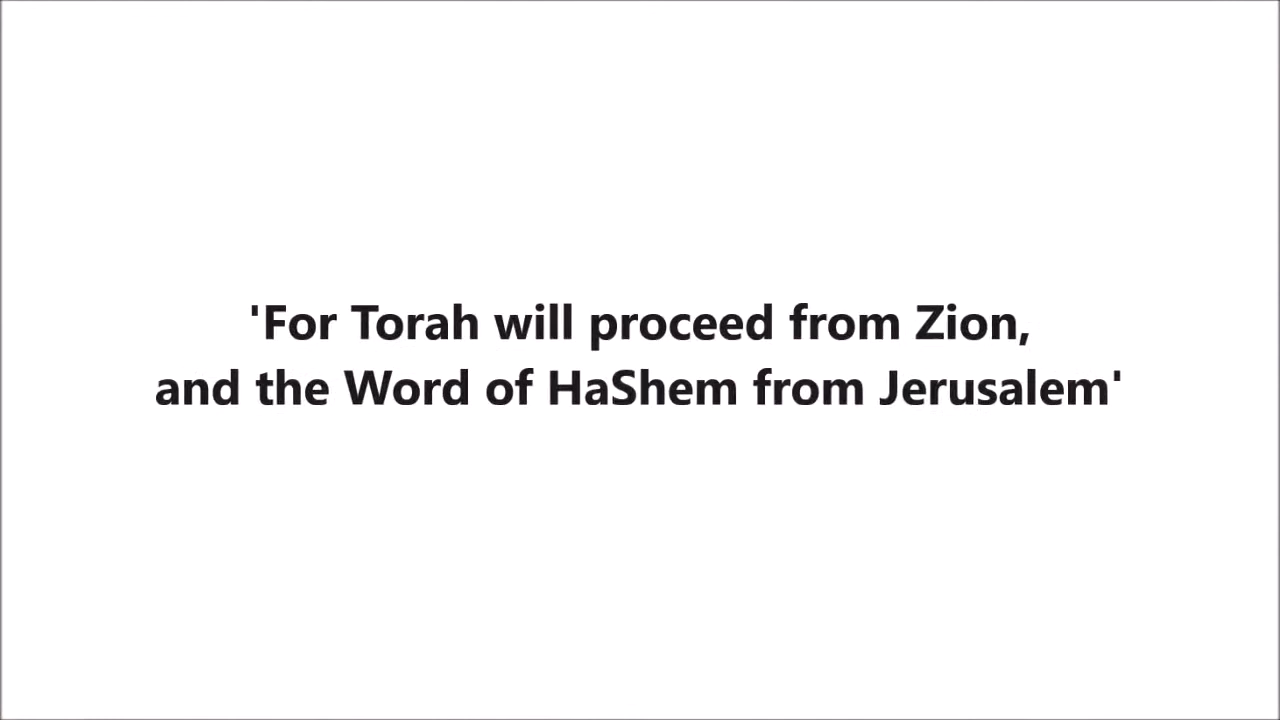 'For Torah will proceed from Zion,
and the Word of HaShem from Jerusalem'